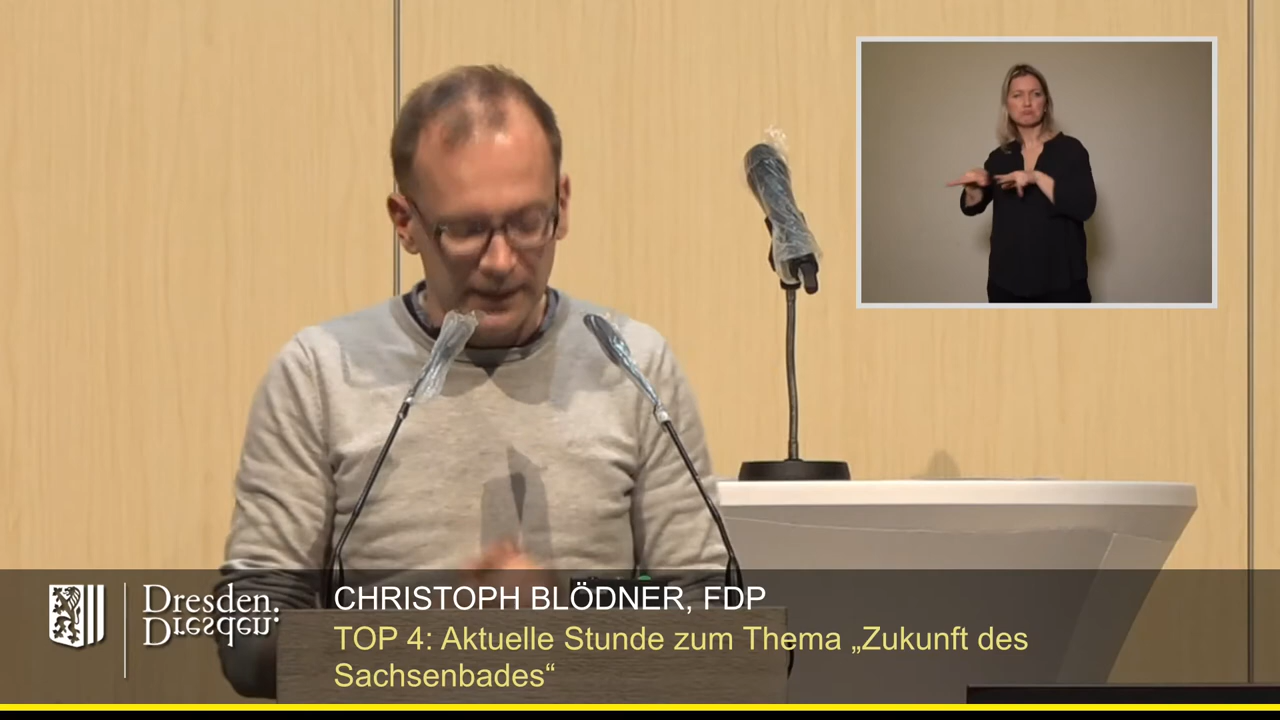 Dresden.
Dresden.
CHRISTOPH BLÖDNER, FDP
TOP 4: Aktuelle Stunde zum Thema „Zukunft des
Sachsenbades“